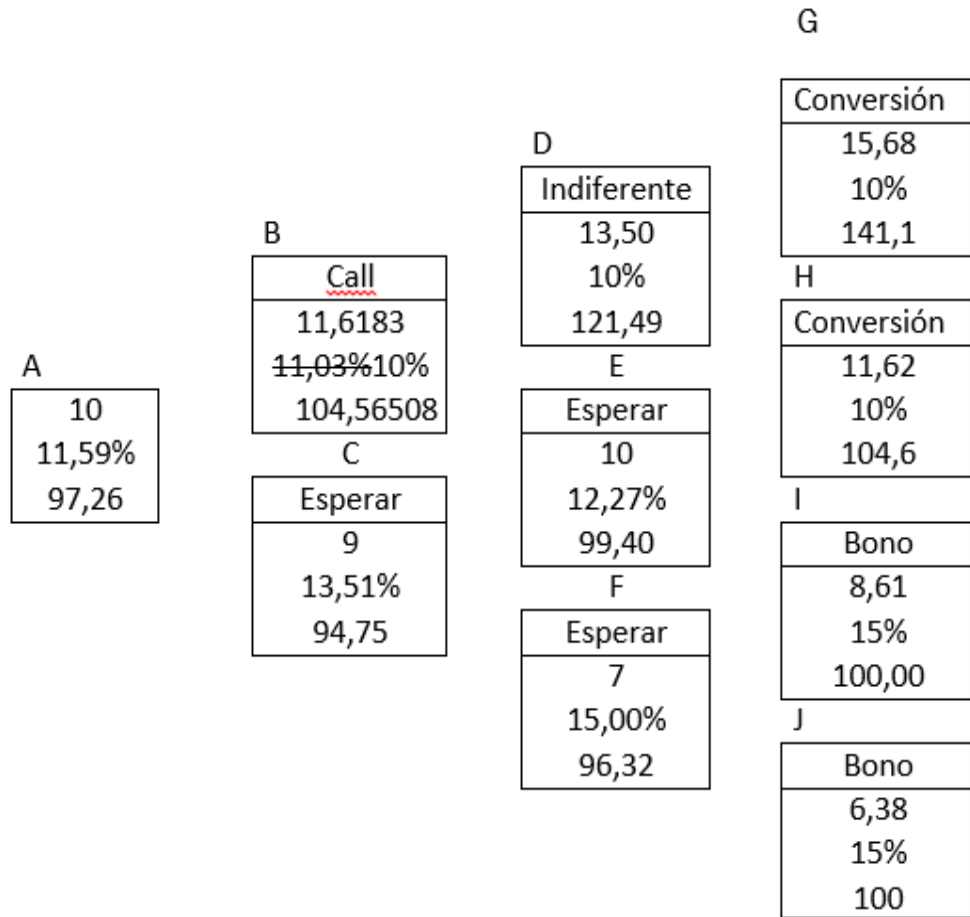 A
10
11,59%
97,26
B
Call
11,6183
11,03%10%
104,56508
C
Esperar
9
13,51%
94,75
D
Indiferente
13,50
10%
121,49
E
Esperar
10
12,27%
99,40
F
Esperar
7
15,00%
96,32
G
Conversión
15,68
10%
141,1
H
Conversión
11,62
10%
104,6
I
Bono
8,61
15%
100,00
J
Bono
6,38
15%
100